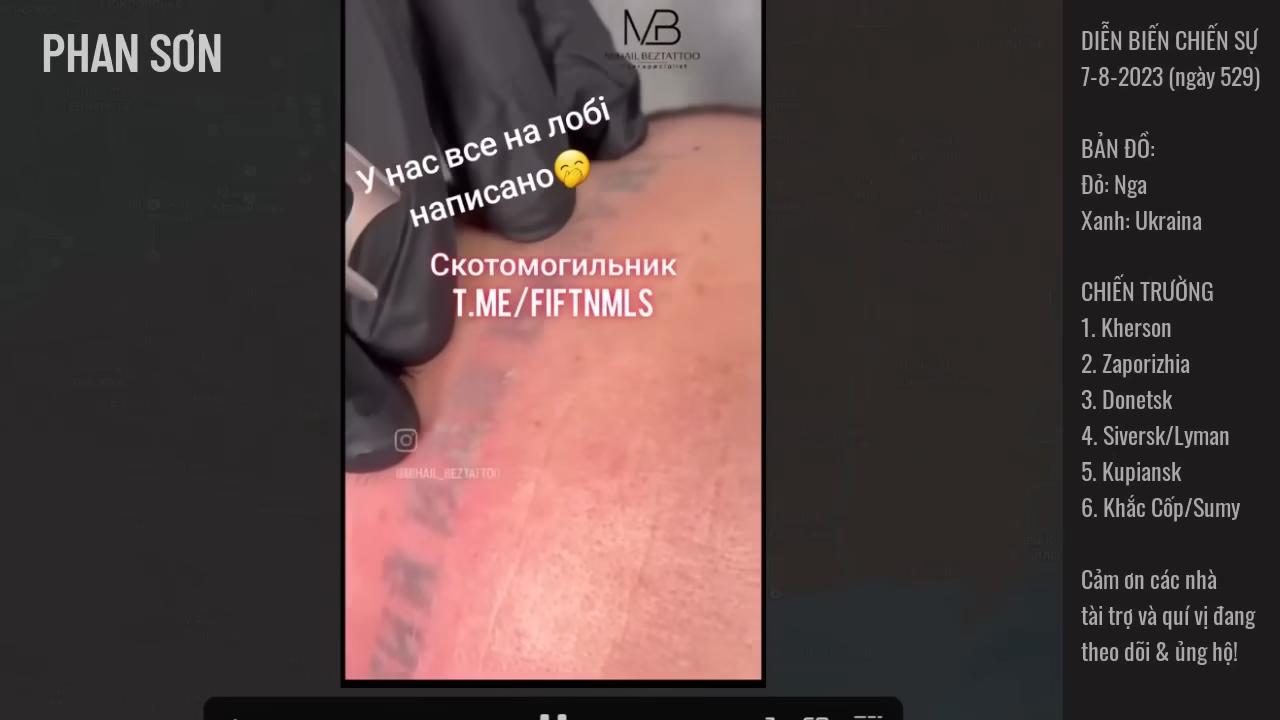 PHAN SƠN
MB
MIHAIL BEZTATTOO
У нас все на лобі
написано🤭
Скотомогильник
T.ME/FIFTNMLS
@MIHAIL_BEZTATTOO
DIỄN BIẾN CHIẾN SỰ
7-8-2023 (ngày 529)
BẢN ĐỒ:
Đỏ: Nga
Xanh: Ukraina
CHIẾN TRƯỜNG
1. Kherson
2. Zaporizhia
3. Donetsk
4. Siversk/Lyman
5. Kupiansk
6. Khắc Cốp/Sumy
Cảm ơn các nhà
tài trợ và quí vị đang
theo dõi & ủng hộ!